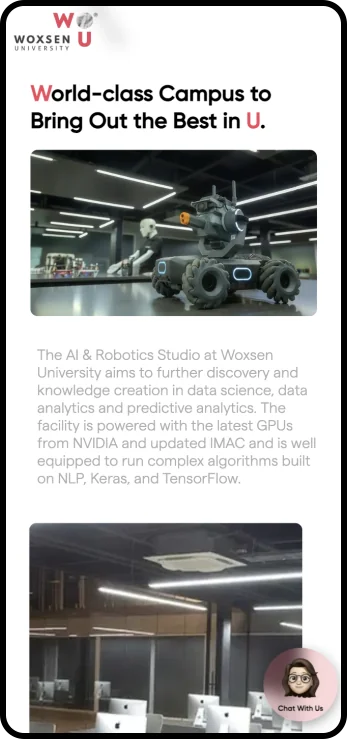 WOXSEN
UNIVERSITY
W
U
World-class Campus to
Bring Out the Best in U.
The AI & Robotics Studio at Woxsen
University aims to further discovery and
knowledge creation in data science, data
analytics and predictive analytics. The
facility is powered with the latest GPUs
from NVIDIA and updated IMAC and is well
equipped to run complex algorithms built
on NLP, Keras, and TensorFlow.
Chat With Us